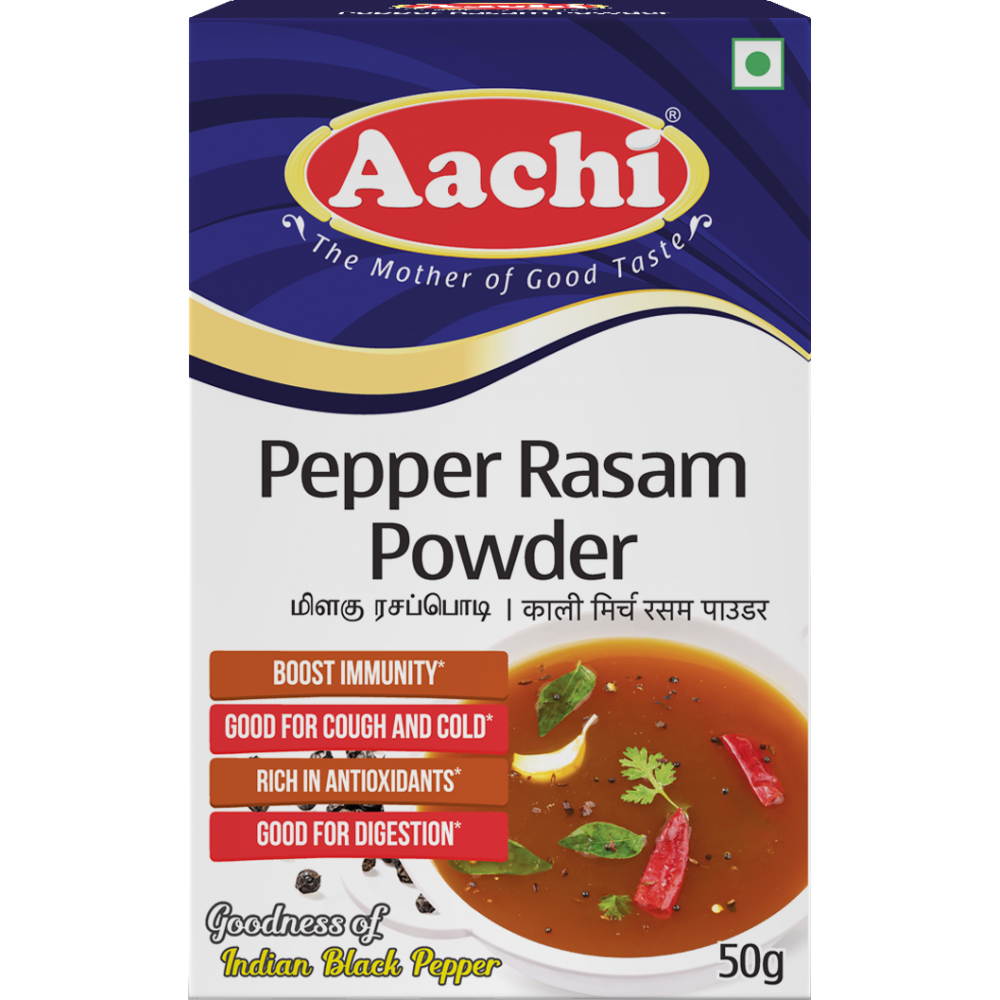 Aachi
Aachi®
The Mother of Good Taste
Pepper Rasam
Powder
மிளகு ரசப்பொடி | काली मिर्च रसम पाउडर
BOOST IMMUNITY*
GOOD FOR COUGH AND COLD*
RICH IN ANTIOXIDANTS*
GOOD FOR DIGESTION*
Goodness of
Indian Black Pepper
50g